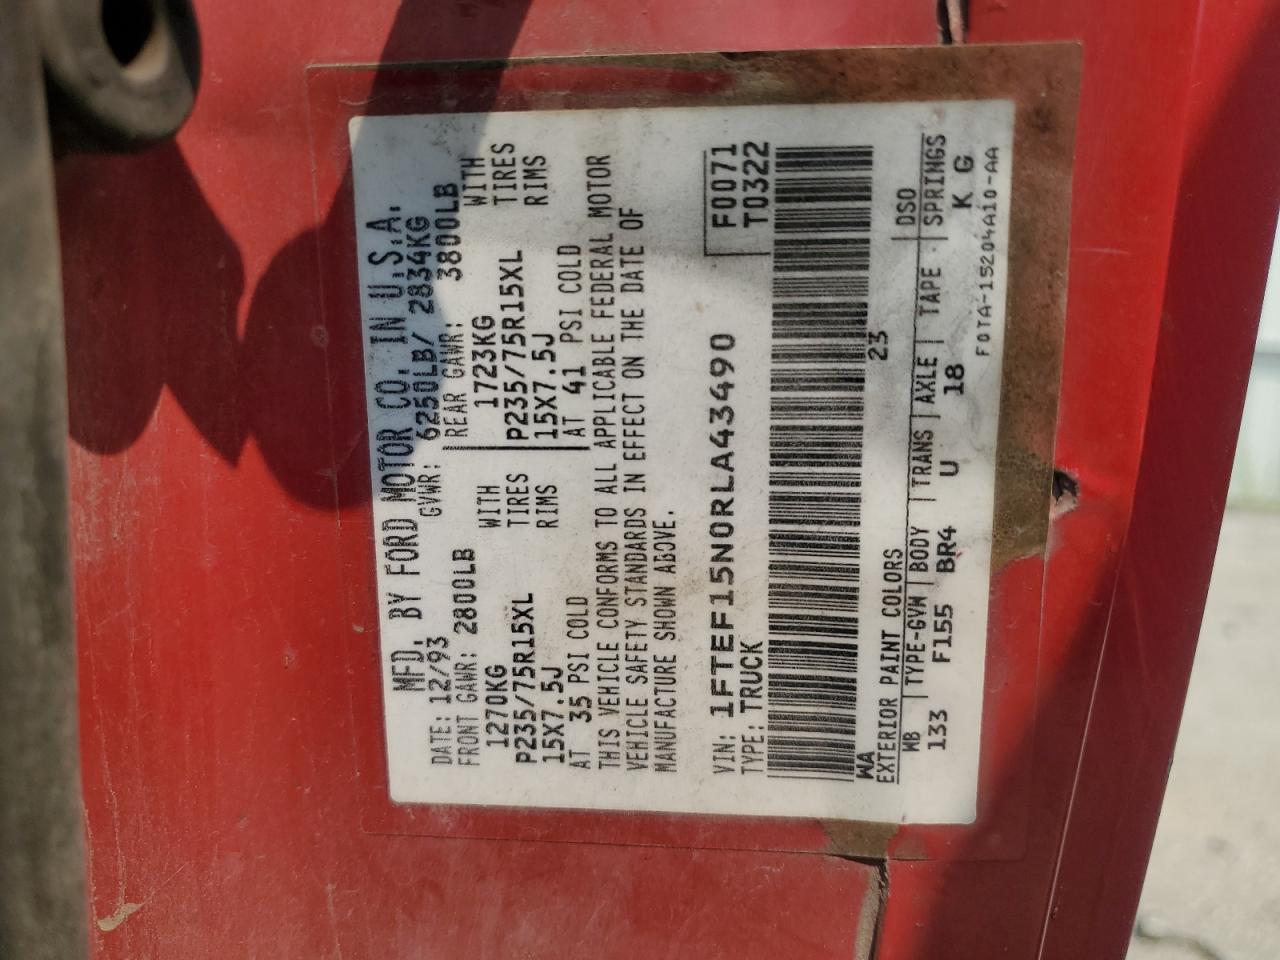 MFD. BY FORD MOTOR CO. IN U.S.A.
DATE: 12/93 GVWR: 6250LB/ 2834KG
FRONT GAWR: 2800LB REAR GAWR: 3800LB
1270KG WITH 1723KG WITH
P235/75R15XL TIRES P235/75R15XL TIRES
15X7.5J RIMS 15X7.5J RIMS
AT 35 PSI COLD AT 41 PSI COLD
THIS VEHICLE CONFORMS TO ALL APPLICABLE FEDERAL MOTOR
VEHICLE SAFETY STANDARDS IN EFFECT ON THE DATE OF
MANUFACTURE SHOWN ABOVE.
VIN: 1FTEF15N0RLA43490 F0071
TYPE: TRUCK T0322
WA 23
EXTERIOR PAINT COLORS DSO
WB TYPE-GVW BODY TRANS AXLE TAPE SPRINGS
133 F155 BR4 U 18 K G
F0TA-15204A10-AA